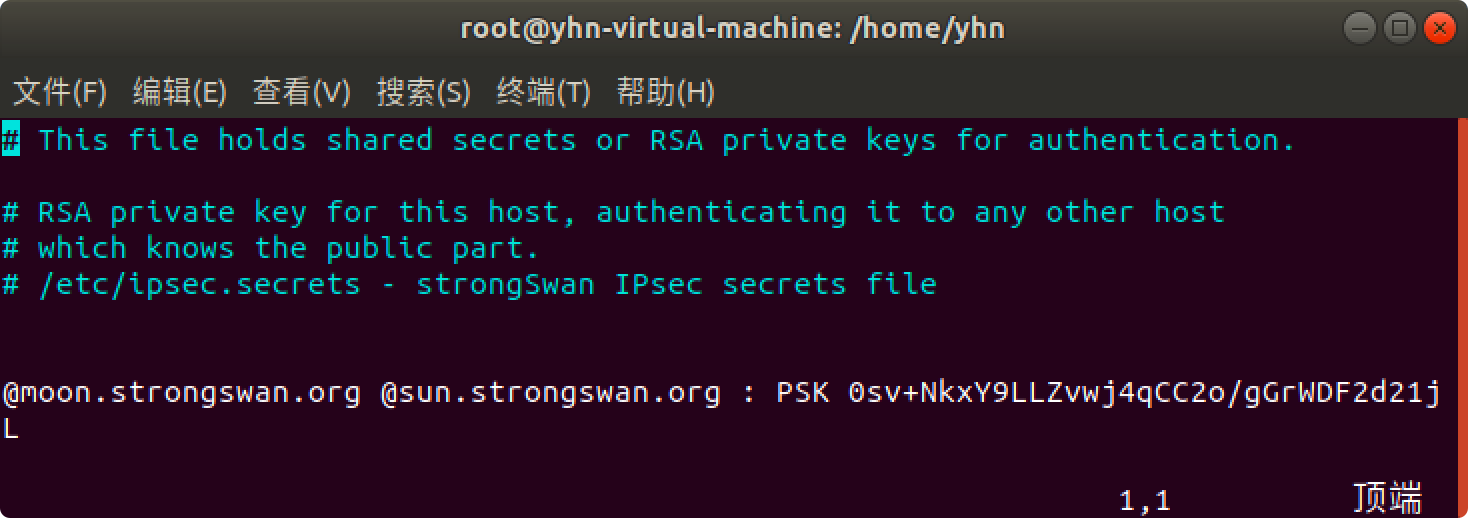 root@yhn-virtual-machine: /home/yhn
文件(F) 编辑(E) 查看(V) 搜索(S) 终端(T) 帮助(H)
# This file holds shared secrets or RSA private keys for authentication.
# RSA private key for this host, authenticating it to any other host
# which knows the public part.
# /etc/ipsec.secrets - strongSwan IPsec secrets file
@moon.strongswan.org @sun.strongswan.org : PSK 0sv+NkxY9LLZvwj4qCC2o/gGrWDF2d21j
L
1,1 顶端